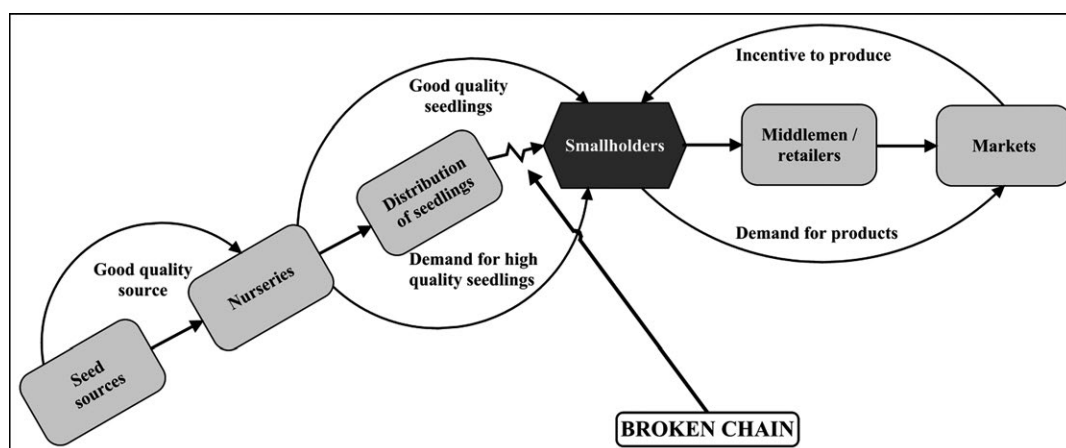 Seed
sources
Good quality
source
Nurseries
Distribution
of seedlings
Good quality
seedlings
Demand for high
quality seedlings
Smallholders
Incentive to produce
Middlemen /
retailers
Markets
Demand for products
BROKEN CHAIN